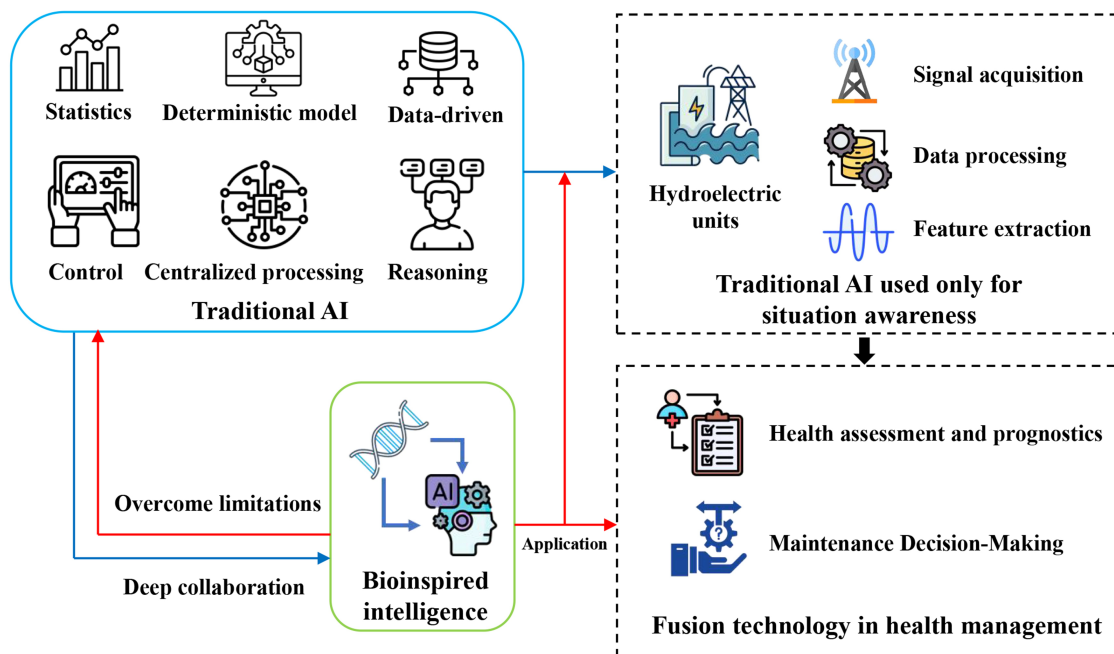 Statistics
Deterministic model
Data-driven
Control
Centralized processing
Reasoning
Traditional AI
Signal acquisition
Data processing
Hydroelectric
units
Feature extraction
Traditional AI used only for
situation awareness
Overcome limitations
Deep collaboration
AI
Bioinspired
intelligence
Application
Health assessment and prognostics
?
Maintenance Decision-Making
Fusion technology in health management